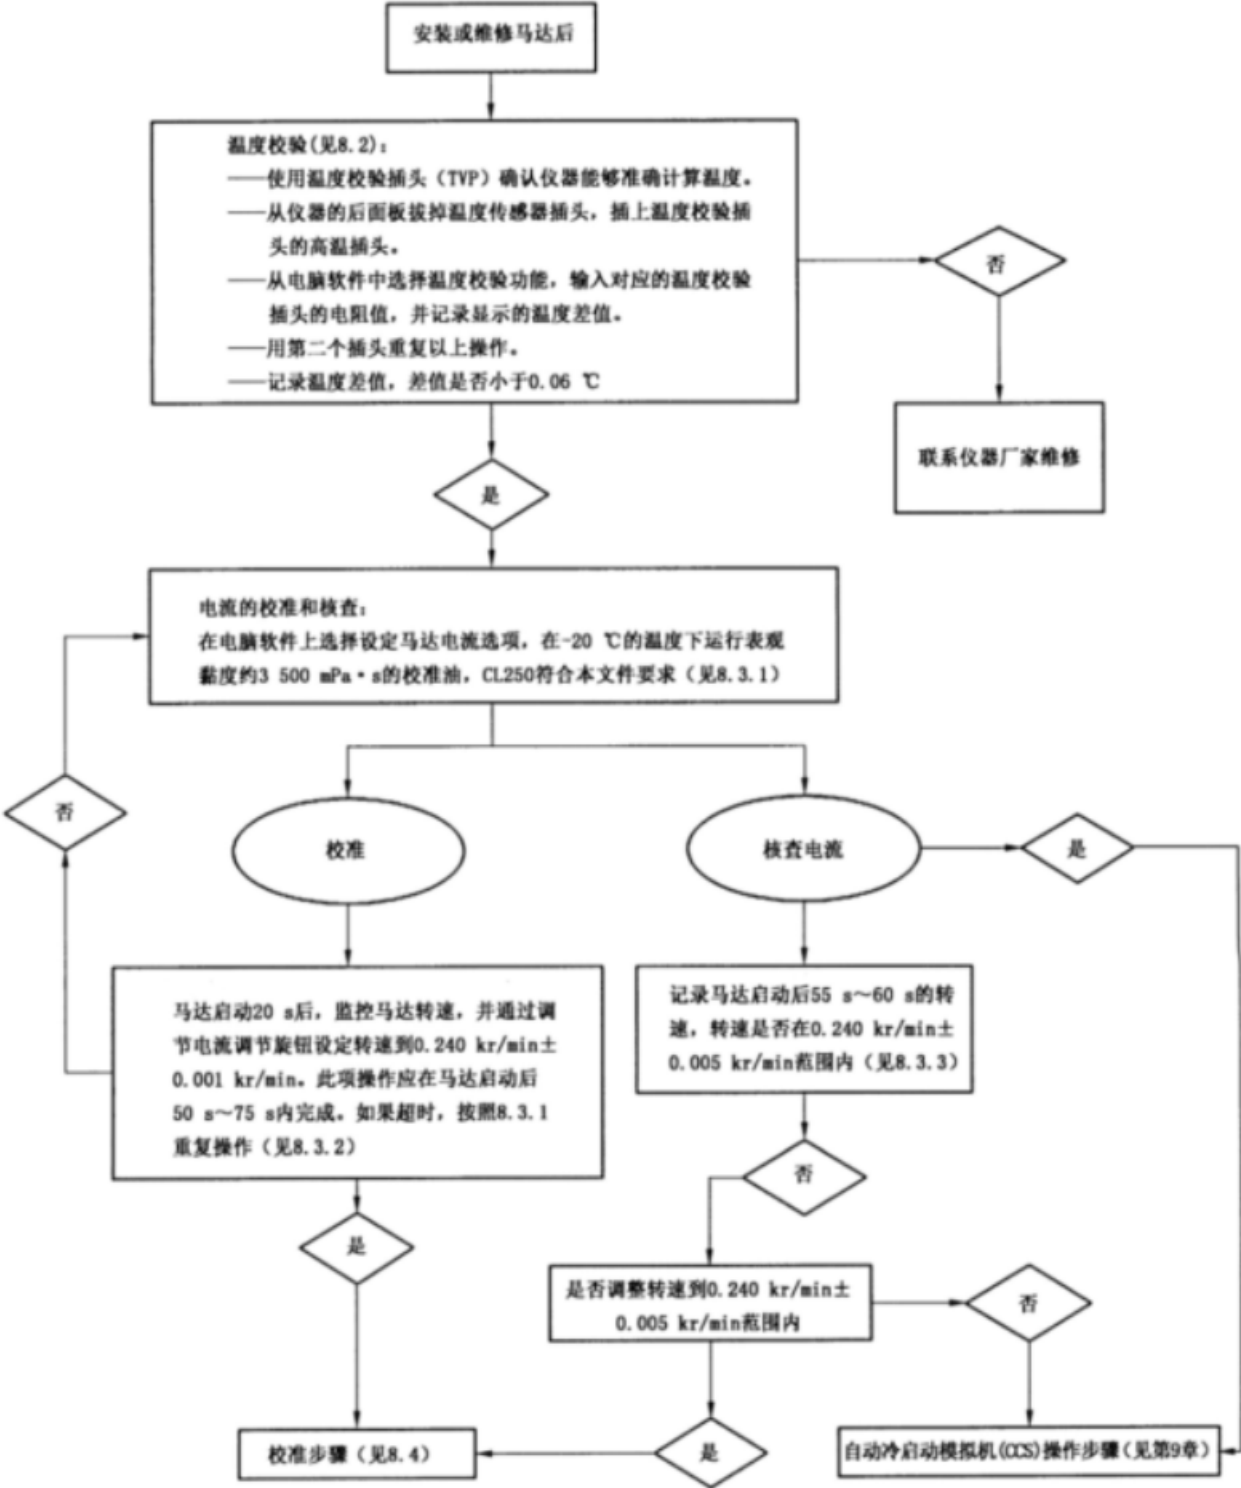 安装或维修马达后
温度校验(见8.2)：
——使用温度校验插头（TVP）确认仪器能够准确计算温度。
——从仪器的后面板拔掉温度传感器插头，插上温度校验插
头的高温插头。
——从电脑软件中选择温度校验功能，输入对应的温度校验
插头的电阻值，并记录显示的温度差值。
——用第二个插头重复以上操作。
——记录温度差值，差值是否小于0.06 ℃
否
联系仪器厂家维修
是
电流的校准和核查：
在电脑软件上选择设定马达电流选项，在-20 ℃的温度下运行表观
黏度约3 500 mPa·s的校准油，CL250符合本文件要求（见8.3.1）
否
校准
核查电流
是
马达启动20 s后，监控马达转速，并通过调
节电流调节旋钮设定转速到0.240 kr/min±
0.001 kr/min。此项操作应在马达启动后
50 s～75 s内完成。如果超时，按照8.3.1
重复操作（见8.3.2）
记录马达启动后55 s～60 s的转
速，转速是否在0.240 kr/min±
0.005 kr/min范围内（见8.3.3）
否
是
是否调整转速到0.240 kr/min±
0.005 kr/min范围内
否
校准步骤（见8.4）
是
自动冷启动模拟机(CCS)操作步骤(见第9章)